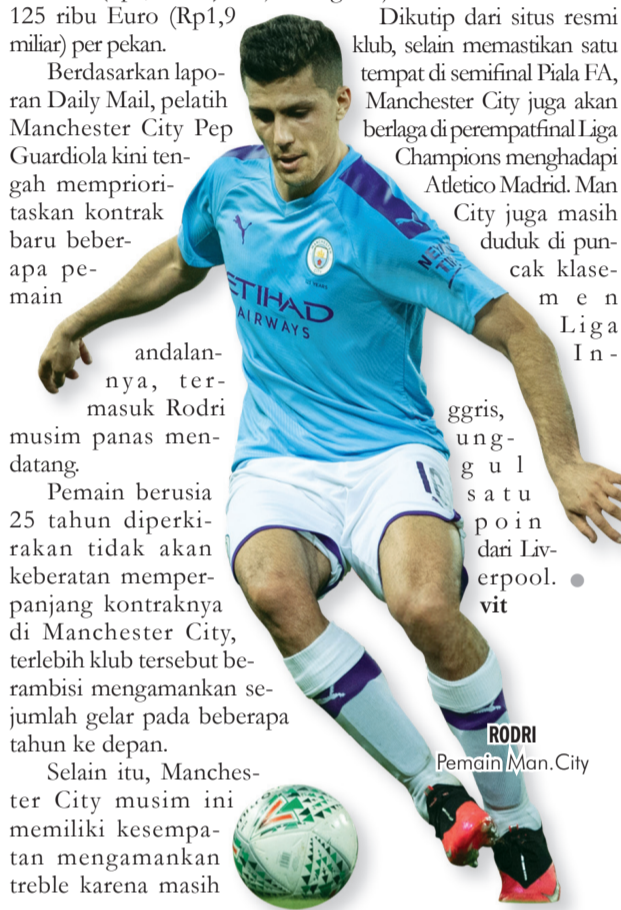 125 ribu Euro (Rp1,9
miliar) per pekan.
Berdasarkan lapo-
ran Daily Mail, pelatih
Manchester City Pep
Guardiola kini ten-
gah mempriori-
taskan kontrak
baru beber-
apa pe-
main
andalan-
nya, ter-
masuk Rodri
musim panas men-
datang.
Pemain berusia
25 tahun diperki-
rakan tidak akan
keberatan memper-
panjang kontraknya
di Manchester City,
terlebih klub tersebut be-
rambisi mengamankan se-
jumlah gelar pada beberapa
tahun ke depan.
Selain itu, Manches-
ter City musim ini
memiliki kesempa-
tan mengamankan
treble karena masih
Dikutip dari situs resmi
klub, selain memastikan satu
tempat di semifinal Piala FA,
Manchester City juga akan
berlaga di perempatfinal Liga
Champions menghadapi
Atletico Madrid. Man
City juga masih
duduk di pun-
cak klase-
men
Liga
In-
ggris,
ung-
gul
satu
poin
dari Liv-
erpool.
vit
ETIHAD
AIRWAYS
RODRI
Pemain Man.City